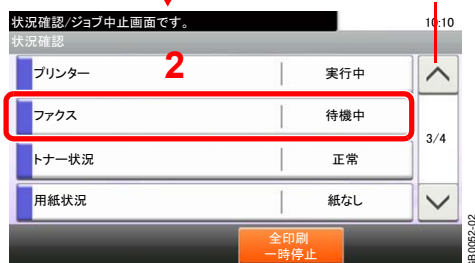 状況確認/ジョブ中止画面です。
10:10
状況確認
2
プリンター 実行中
ファクス 待機中
3/4
トナー状況 正常
用紙状況 紙なし
全印刷
一時停止